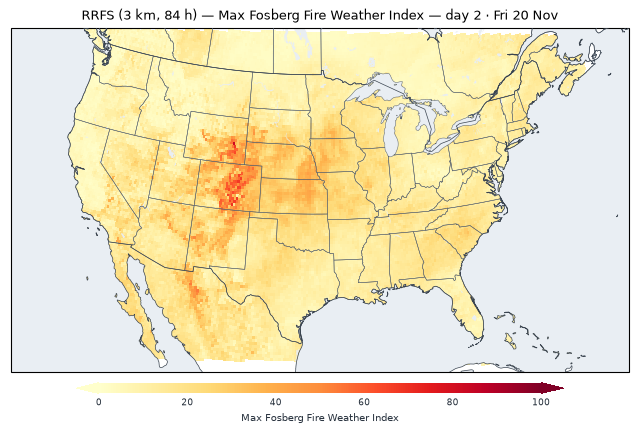 RRFS (3 km, 84 h) — Max Fosberg Fire Weather Index — day 2 · Fri 20 Nov
0 20 40 60 80 100
Max Fosberg Fire Weather Index